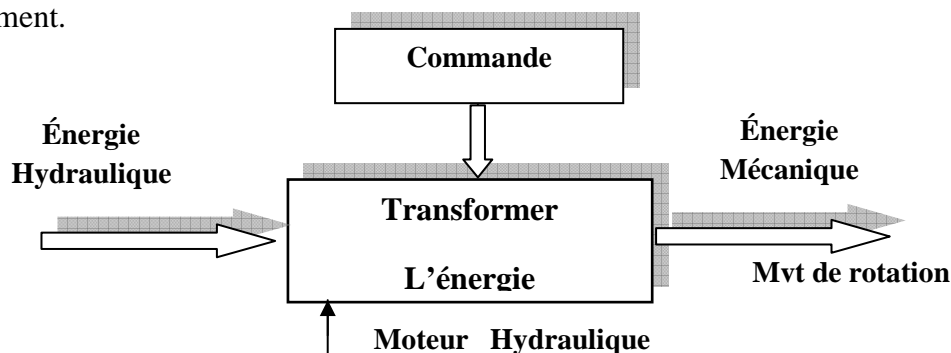 ment.
Commande
Énergie
Hydraulique
Énergie
Mécanique
Transformer
L’énergie
Mvt de rotation
Moteur Hydraulique